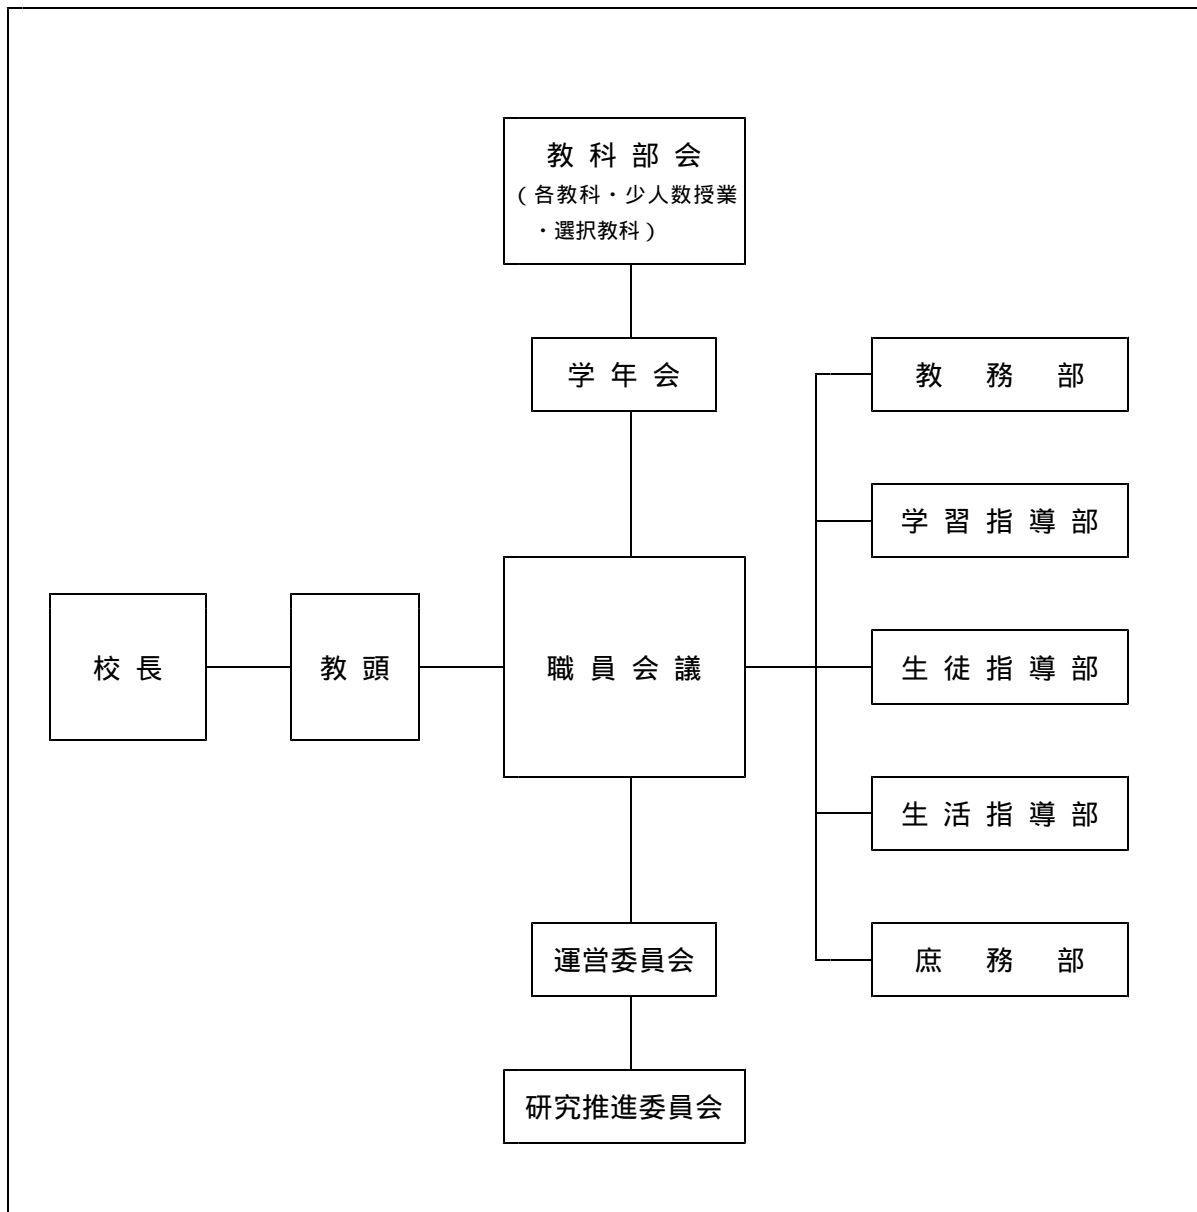 教科部会
(各教科・少人数授業
・選択教科)
学年会
教務部
学習指導部
校長
教頭
職員会議
生徒指導部
生活指導部
運営委員会
庶務部
研究推進委員会